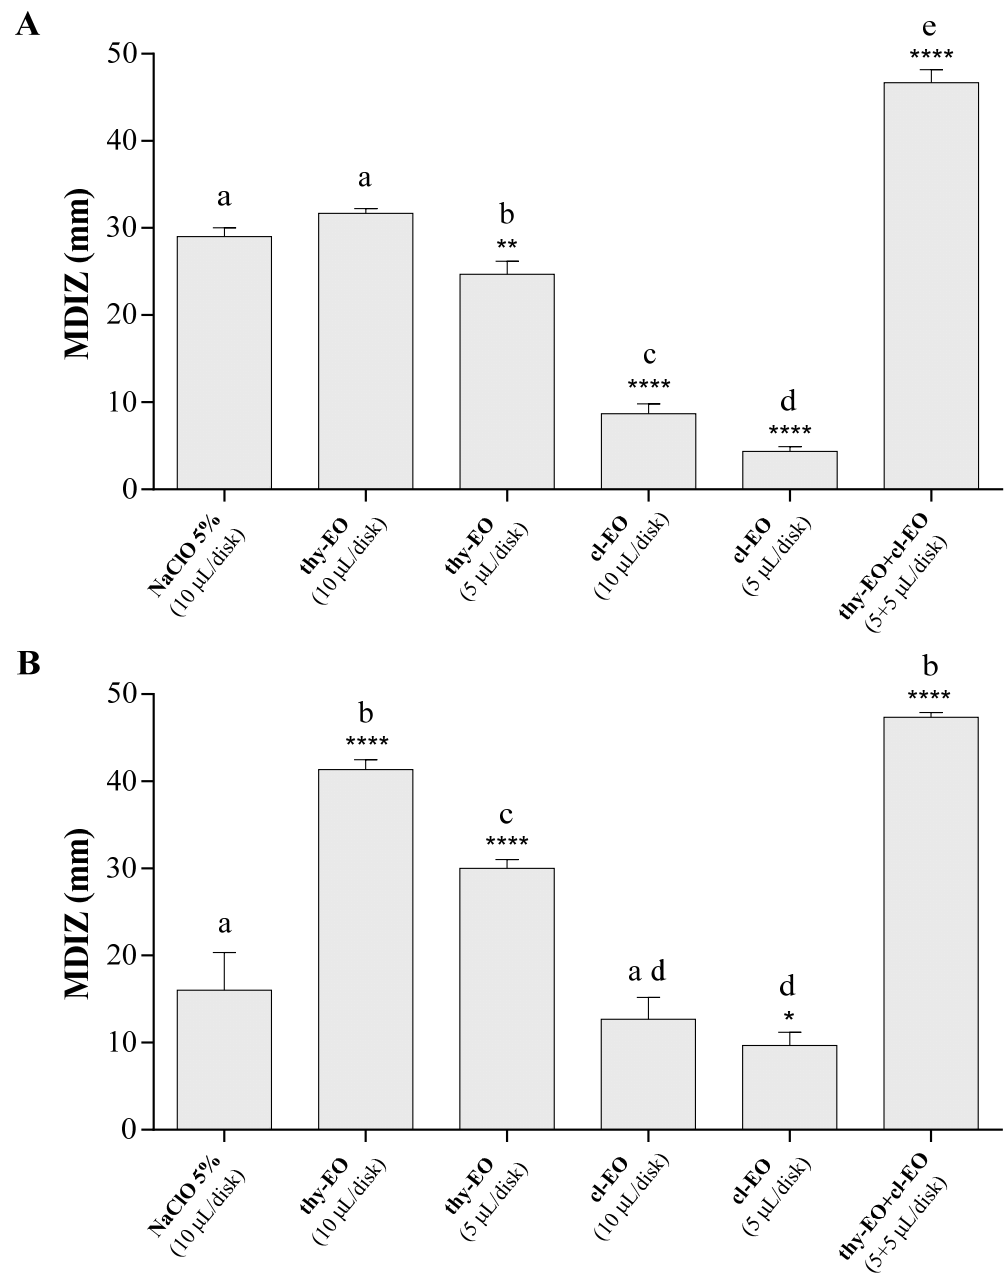 A
MDIZ (mm)
50
40
30
20
10
0
a
a
b
**
c
****
d
****
e
****
NaClO 5%
(10 μL/disk)
thy-EO
(10 μL/disk)
thy-EO
(5 μL/disk)
cl-EO
(10 μL/disk)
cl-EO
(5 μL/disk)
thy-EO+cl-EO
(5+5 μL/disk)
B
MDIZ (mm)
50
40
30
20
10
0
a
b
****
c
****
a d
d
*
b
****
NaClO 5%
(10 μL/disk)
thy-EO
(10 μL/disk)
thy-EO
(5 μL/disk)
cl-EO
(10 μL/disk)
cl-EO
(5 μL/disk)
thy-EO+cl-EO
(5+5 μL/disk)